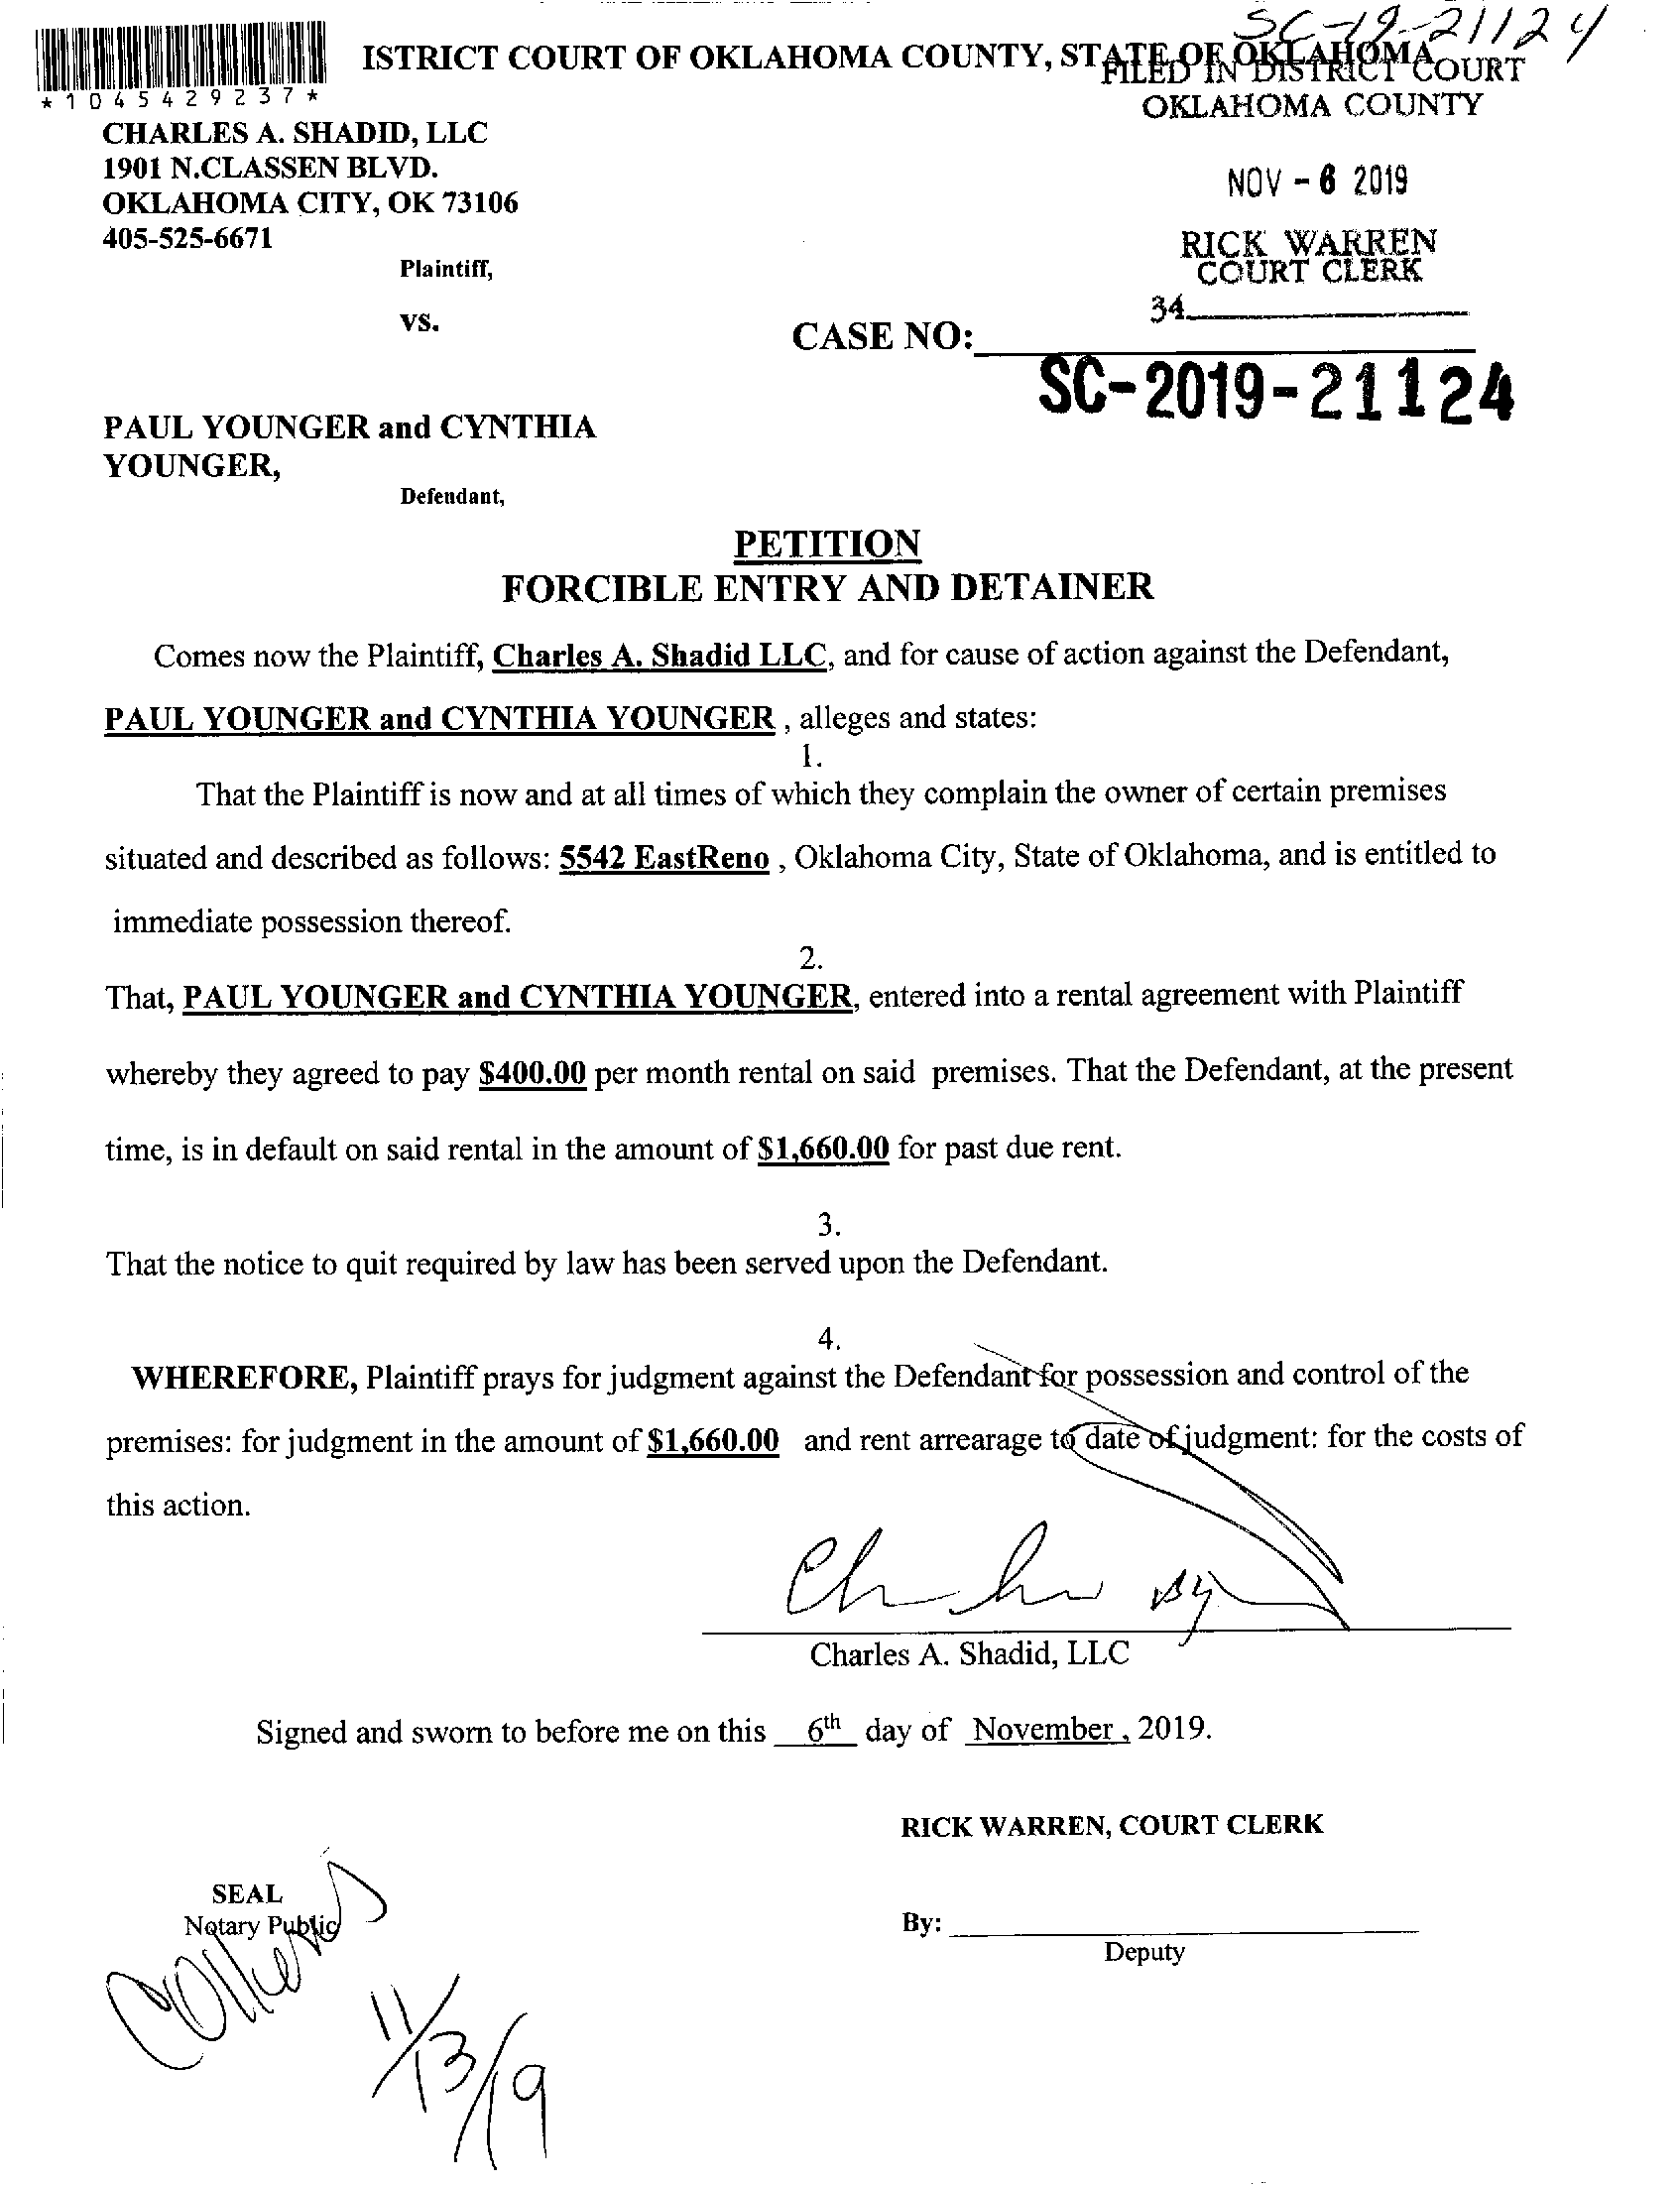 SC-19-21124
ISTRICT COURT OF OKLAHOMA COUNTY, STATE OF OKLAHOMA
FILED IN DISTRICT COURT
OKLAHOMA COUNTY
*1045429237*
CHARLES A. SHADID, LLC
1901 N.CLASSEN BLVD.
OKLAHOMA CITY, OK 73106
405-525-6671
Plaintiff,
NOV - 6 2019
RICK WARREN
COURT CLERK
34
vs.
CASE NO:
SC-2019-21124
PAUL YOUNGER and CYNTHIA
YOUNGER,
Defendant,
PETITION
FORCIBLE ENTRY AND DETAINER
Comes now the Plaintiff, Charles A. Shadid LLC, and for cause of action against the Defendant,
PAUL YOUNGER and CYNTHIA YOUNGER , alleges and states:
1.
That the Plaintiff is now and at all times of which they complain the owner of certain premises
situated and described as follows: 5542 EastReno , Oklahoma City, State of Oklahoma, and is entitled to
immediate possession thereof.
2.
That, PAUL YOUNGER and CYNTHIA YOUNGER, entered into a rental agreement with Plaintiff
whereby they agreed to pay $400.00 per month rental on said premises. That the Defendant, at the present
time, is in default on said rental in the amount of $1,660.00 for past due rent.
3.
That the notice to quit required by law has been served upon the Defendant.
4.
WHEREFORE, Plaintiff prays for judgment against the Defendant for possession and control of the
premises: for judgment in the amount of $1,660.00 and rent arrearage to date of judgment: for the costs of
this action.
Charles A. Shadid, LLC
Signed and sworn to before me on this 6th day of November , 2019.
RICK WARREN, COURT CLERK
SEAL
Notary Public
By:
Deputy
11/13/19